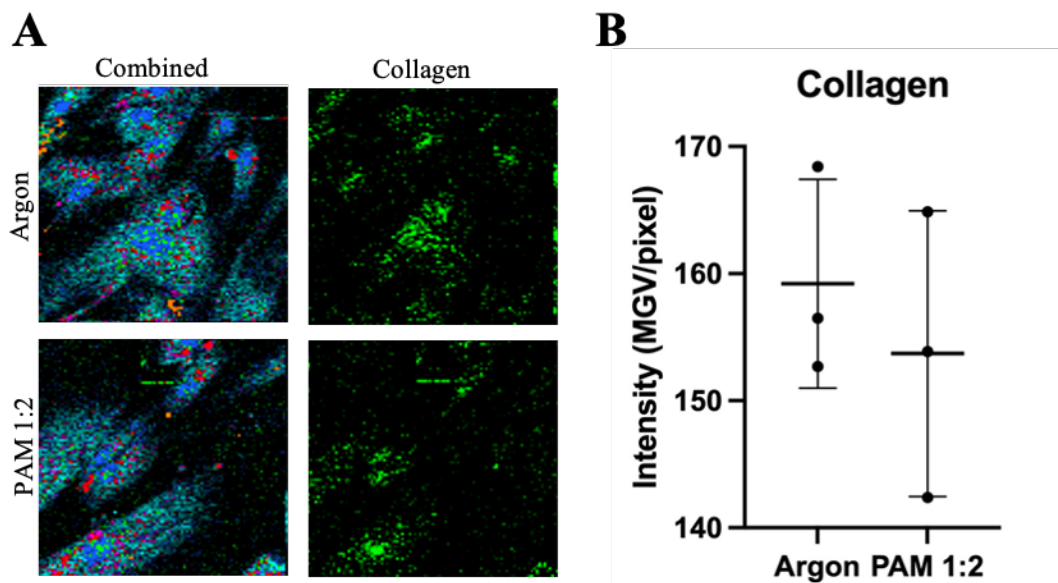 A
Combined
Collagen
Argon
PAM 1:2
B
Collagen
Intensity (MGV/pixel)
170
160
150
140
Argon PAM 1:2